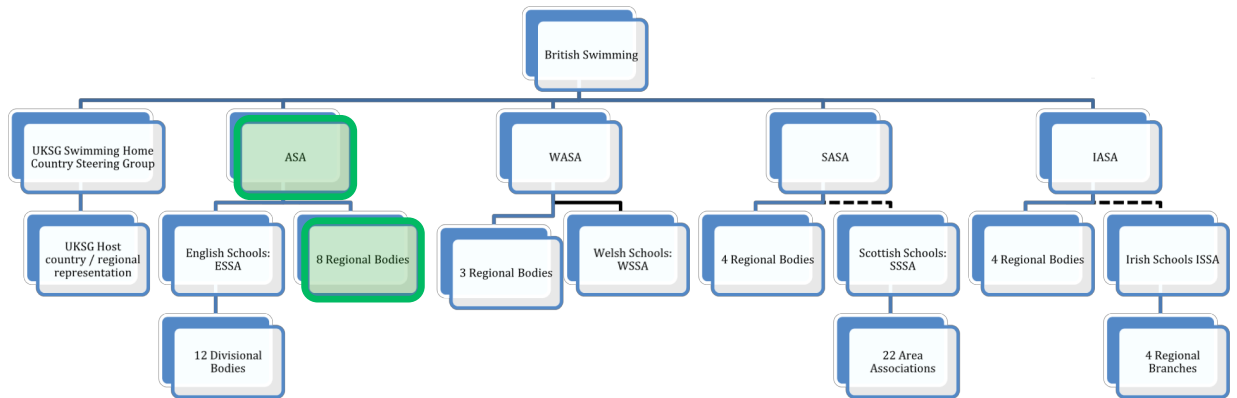 British Swimming
UKSG Swimming Home
Country Steering Group
ASA
WASA
SASA
IASA
UKSG Host
country / regional
representation
English Schools:
ESSA
8 Regional Bodies
3 Regional Bodies
Welsh Schools:
WSSA
4 Regional Bodies
Scottish Schools:
SSSA
4 Regional Bodies
Irish Schools ISSA
12 Divisional
Bodies
22 Area
Associations
4 Regional
Branches